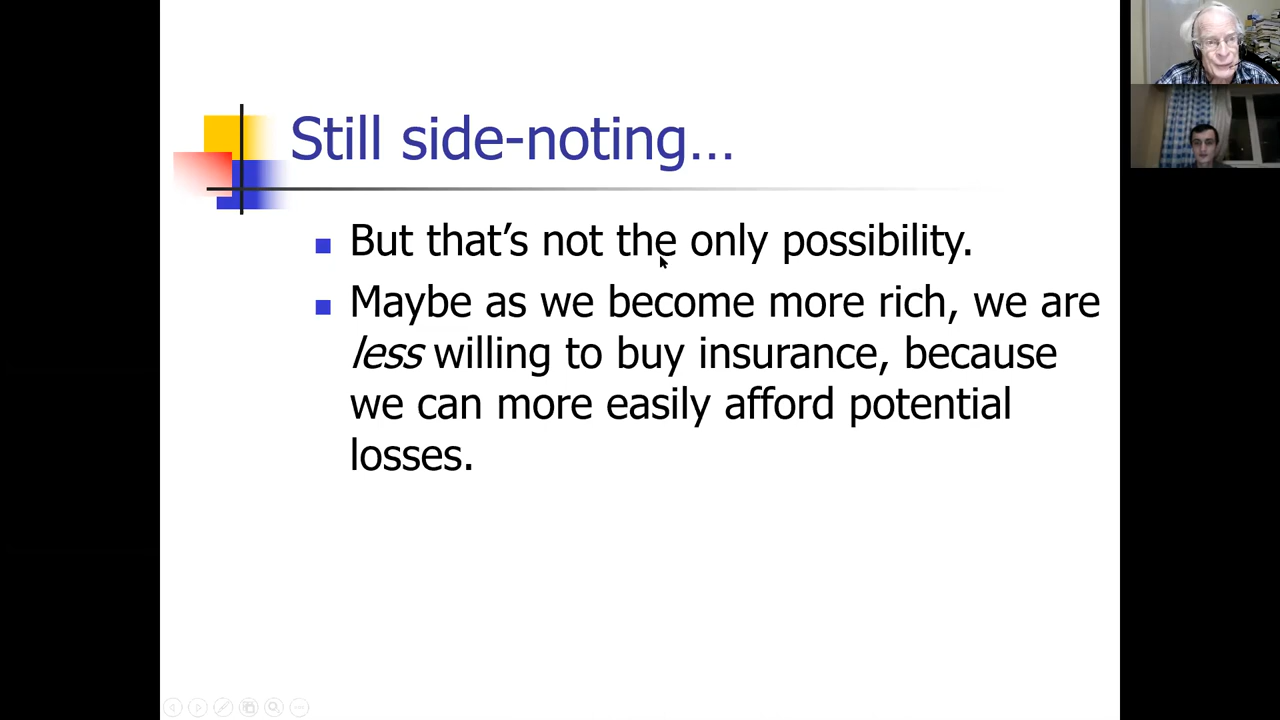 Still side-noting…
But that’s not the only possibility.
Maybe as we become more rich, we are
less willing to buy insurance, because
we can more easily afford potential
losses.